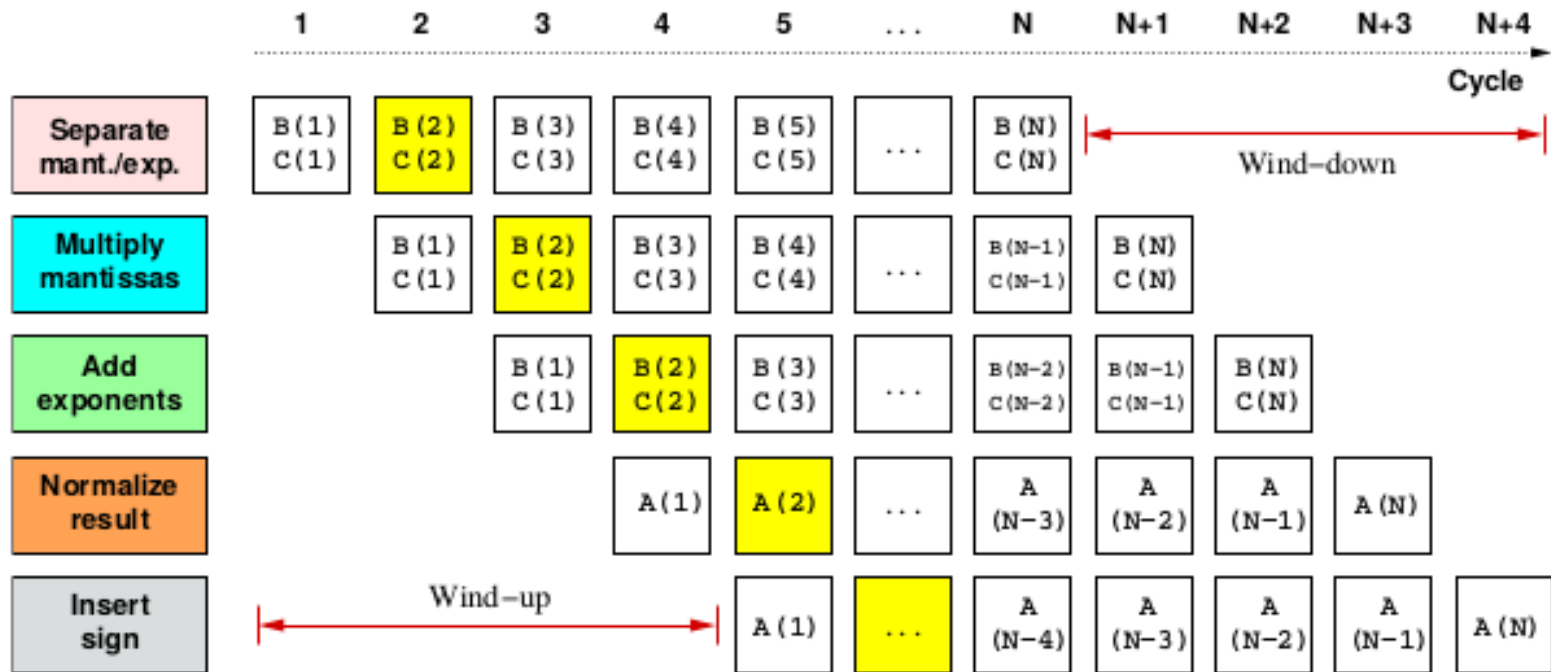 1 2 3 4 5 ... N N+1 N+2 N+3 N+4
Cycle
Separate
mant./exp.
B(1) B(2) B(3) B(4) B(5) ... B(N)
C(1) C(2) C(3) C(4) C(5) C(N)
Wind-down
Multiply
mantissas
B(1) B(2) B(3) B(4) ... B(N-1) B(N)
C(1) C(2) C(3) C(4) C(N-1) C(N)
Add
exponents
B(1) B(2) B(3) ... B(N-2) B(N-1) B(N)
C(1) C(2) C(3) C(N-2) C(N-1) C(N)
Normalize
result
A(1) A(2) ... A A A A(N)
(N-3) (N-2) (N-1)
Insert
sign
Wind-up
A(1) ... A A A A A(N)
(N-4) (N-3) (N-2) (N-1)